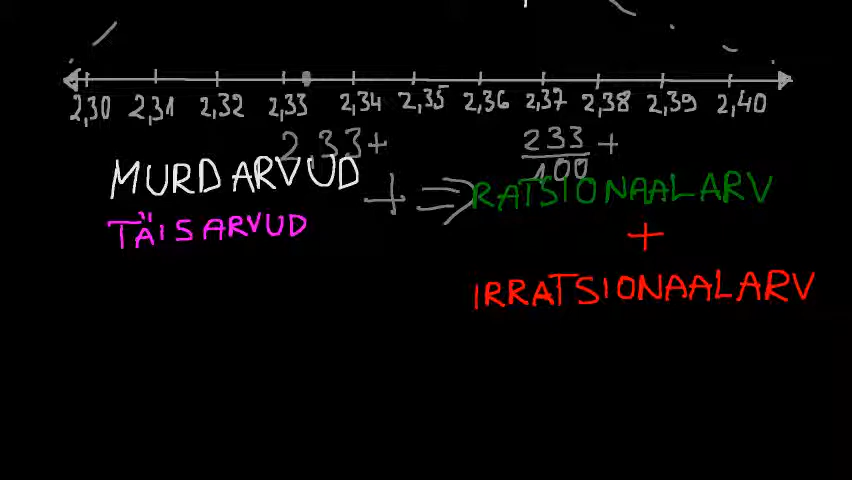 2,30 2,31 2,32 2,33 2,34 2,35 2,36 2,37 2,38 2,39 2,40
2,33+
233
100
+
MURDARVUD
+ ⇒
RATSIONAALARV
TÄISARVUD
+
IRRATSIONAALARV